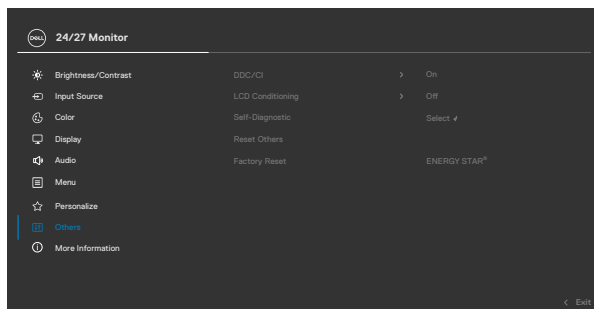 DELL 24/27 Monitor
Brightness/Contrast DDC/CI > On
Input Source LCD Conditioning > Off
Color Self-Diagnostic Select
Display Reset Others
Audio Factory Reset ENERGY STAR®
Menu
Personalize
Others
More Information
< Exit